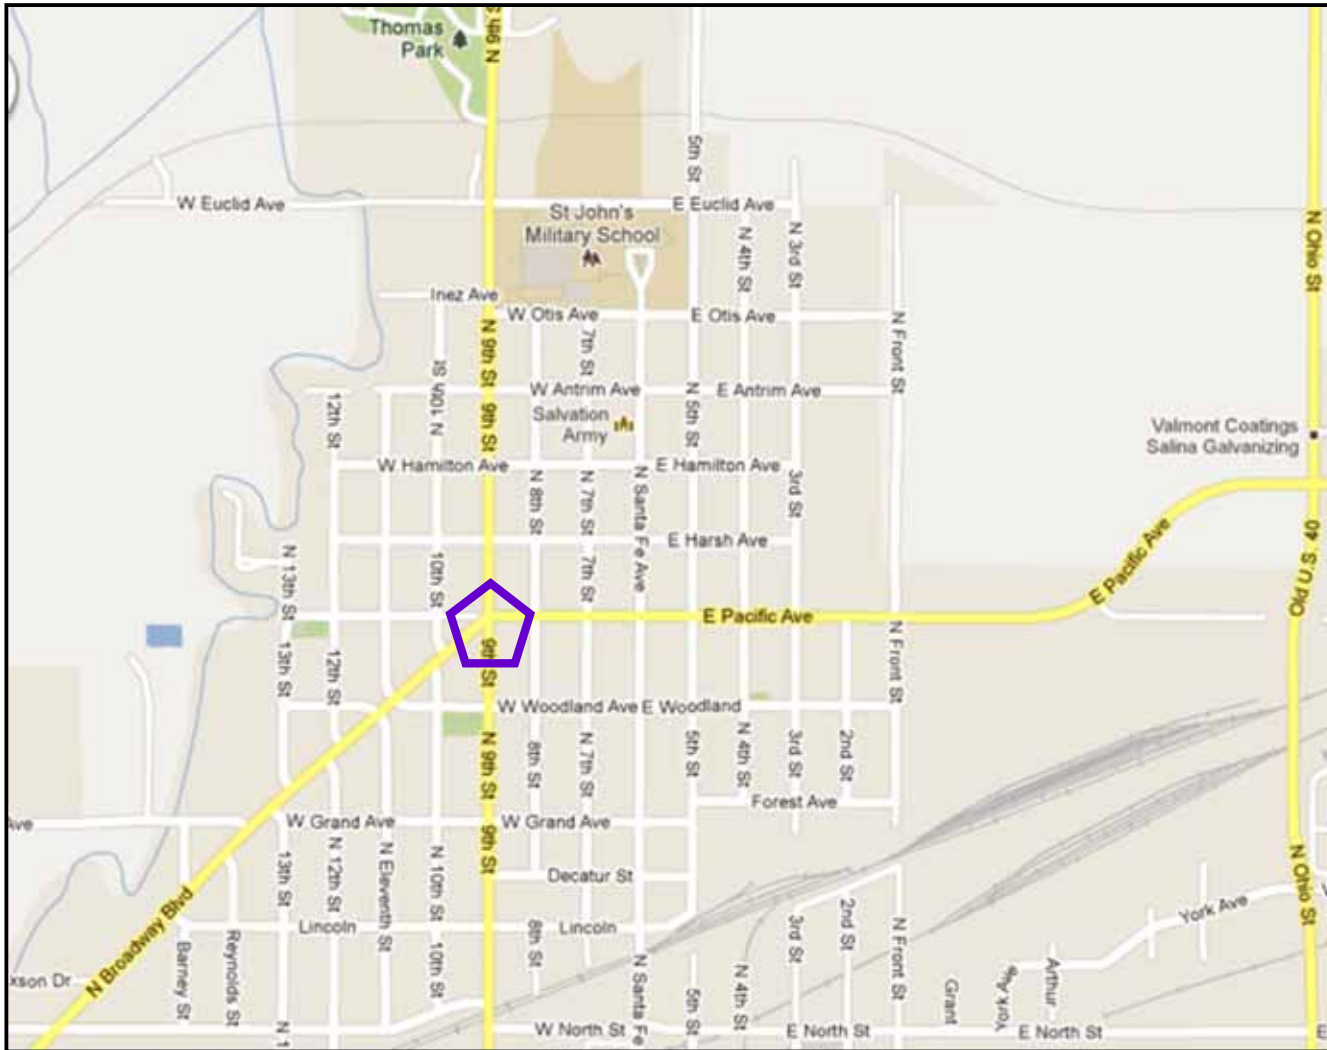 S 9th N
Thomas
Park
5th St
W Euclid Ave
E Euclid Ave
St John's
Military School
N 4th St
N 3rd St
N Ohio St
Inez Ave
W Otis Ave
E Otis Ave
N 9th St
7th St
N Front St
N 10th St
W Antrim Ave
E Antrim Ave
12th St
9th St
Salvation
Army
N 5th St
Valmont Coatings
Salina Galvanizing
W Hamilton Ave
E Hamilton Ave
N 8th St
N 7th St
N Santa Fe Ave
3rd St
E Harsh Ave
N 13th St
10th St
7th St
E Pacific Ave
Old U.S. 40
E Pacific Ave
13th St
12th St
9th St
N Front St
W Woodland Ave
E Woodland
N 9th St
8th St
N 7th St
5th St
N 4th St
3rd St
2nd St
Forest Ave
Ave
W Grand Ave
W Grand Ave
9th St
13th St
N 12th St
N Eleventh St
N 10th St
Decatur St
N Ohio St
N Broadway Blvd
Lincoln
Lincoln
York Ave
Barney St
Reynolds St
10th St
8th St
N Santa Fe
5th St
N 4th St
3rd St
2nd St
N Front St
xson Dr
Grant
York Ave
Arthur
N 1
W North St
E North St
E North St
E